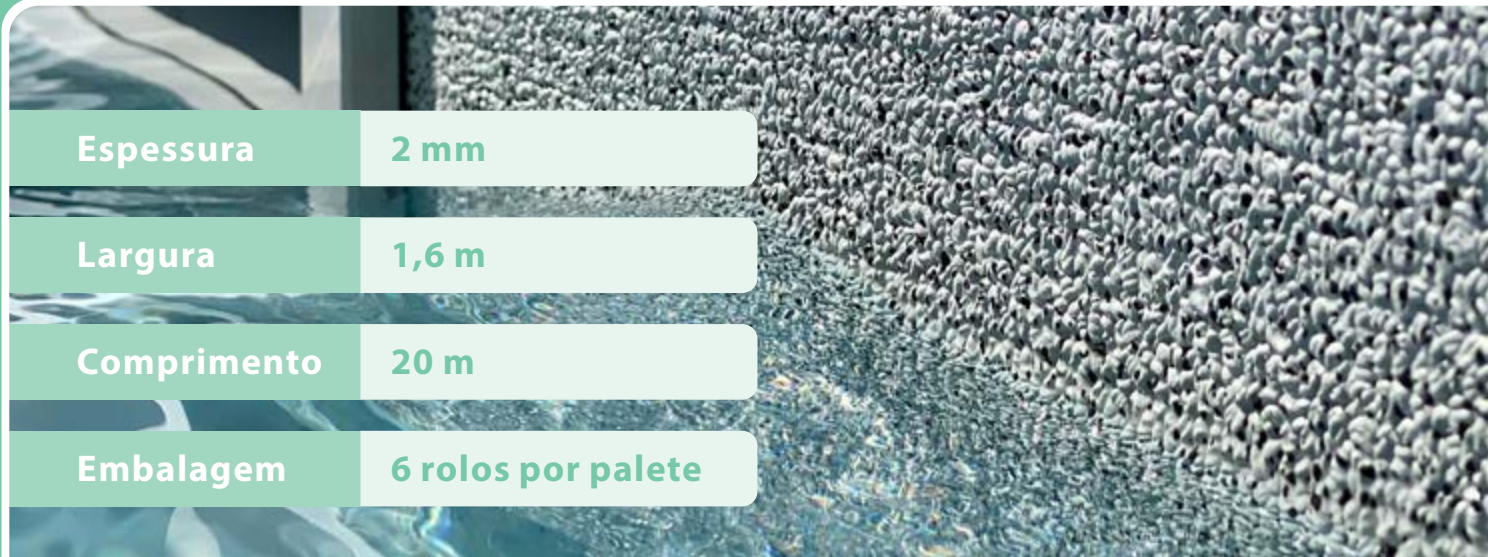 Espessura 2 mm
Largura 1,6 m
Comprimento 20 m
Embalagem 6 rolos por palete